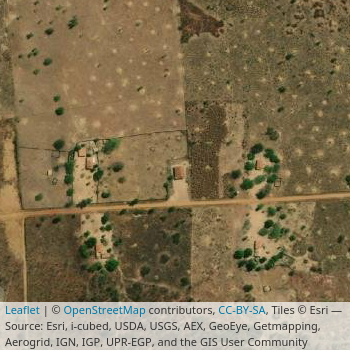 Leaflet | © OpenStreetMap contributors, CC-BY-SA, Tiles © Esri —
Source: Esri, i-cubed, USDA, USGS, AEX, GeoEye, Getmapping,
Aerogrid, IGN, IGP, UPR-EGP, and the GIS User Community